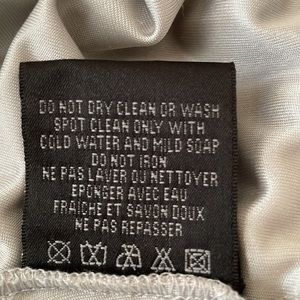 DO NOT DRY CLEAN OR WASH
SPOT CLEAN ONLY WITH
COLD WATER AND MILD SOAP
DO NOT IRON
NE PAS LAVER OU NETTOYER
EPONGER AVEC EAU
FRAICHE ET SAVON DOUX
NE PAS REPASSER